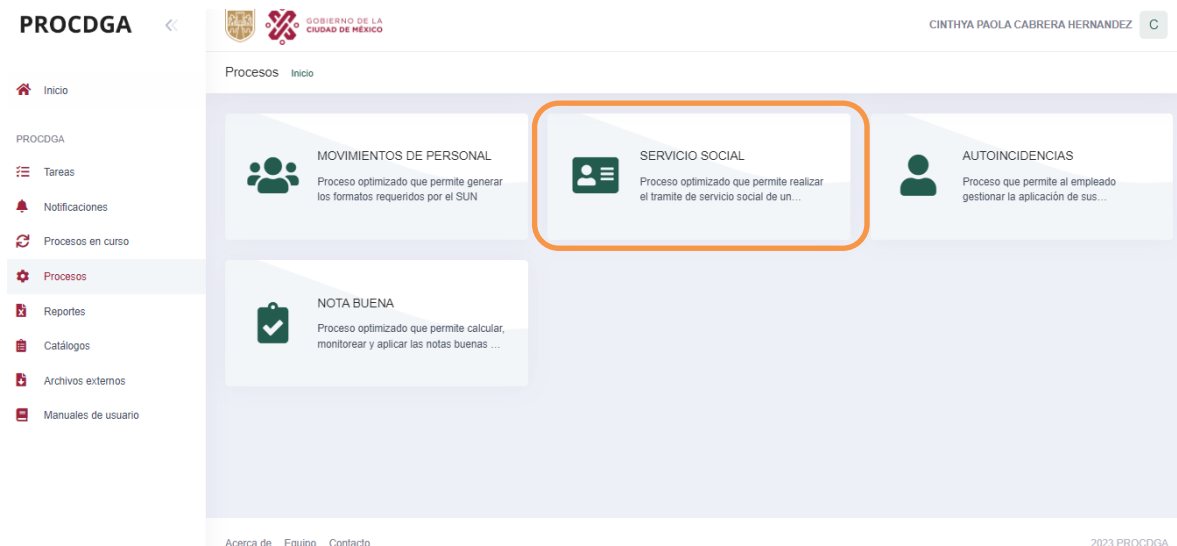 PROCDGA
GOBIERNO DE LA
CIUDAD DE MÉXICO
CINTHYA PAOLA CABRERA HERNANDEZ C
Procesos Inicio
Inicio
PROCDGA
Tareas
Notificaciones
Procesos en curso
Procesos
Reportes
Catálogos
Archivos externos
Manuales de usuario
MOVIMIENTOS DE PERSONAL
Proceso optimizado que permite generar
los formatos requeridos por el SUN
SERVICIO SOCIAL
Proceso optimizado que permite realizar
el tramite de servicio social de un...
AUTOINCIDENCIAS
Proceso que permite al empleado
gestionar la aplicación de sus...
NOTA BUENA
Proceso optimizado que permite calcular,
monitorear y aplicar las notas buenas ...
Acerca de Equipo Contacto
2023 PROCDGA